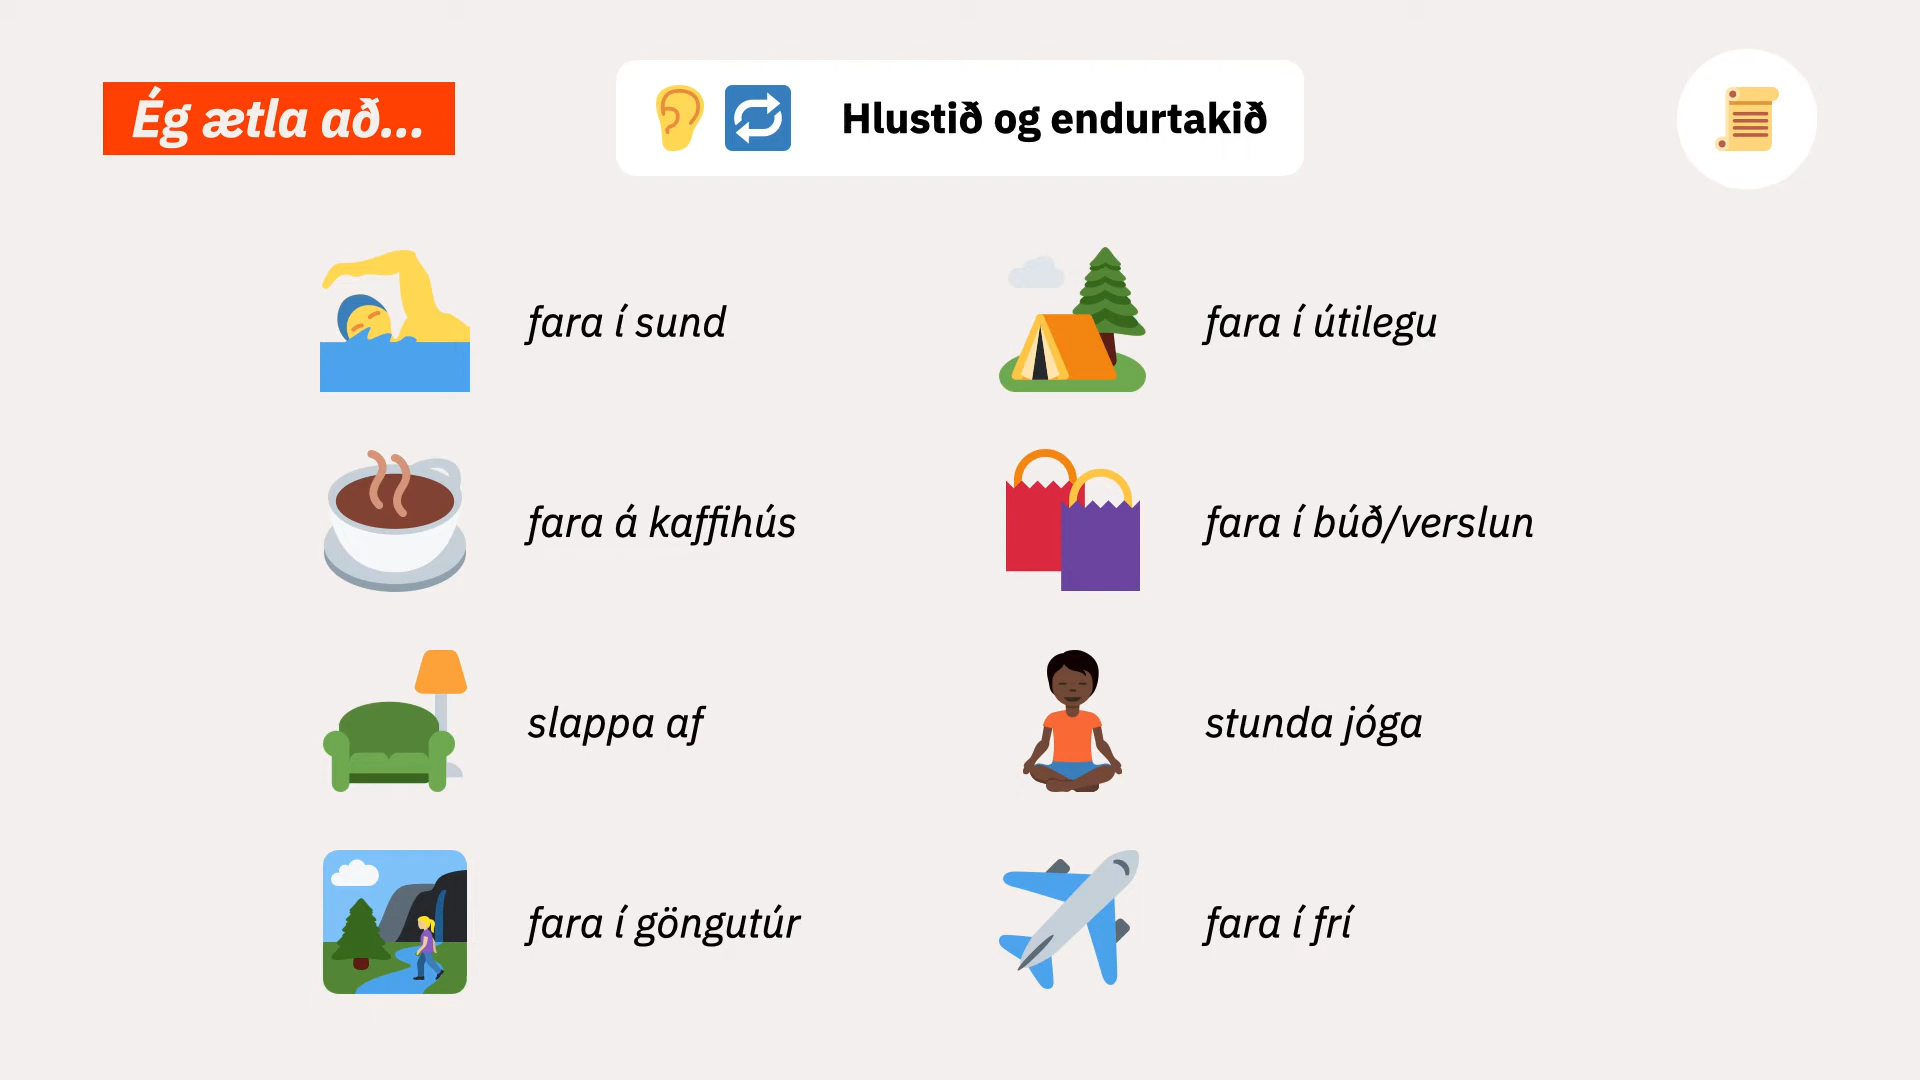 Ég ætla að...
Hlustið og endurtakið
fara í sund
fara í útilegu
fara á kaffihús
fara í búð/verslun
slappa af
stunda jóga
fara í göngutúr
fara í frí